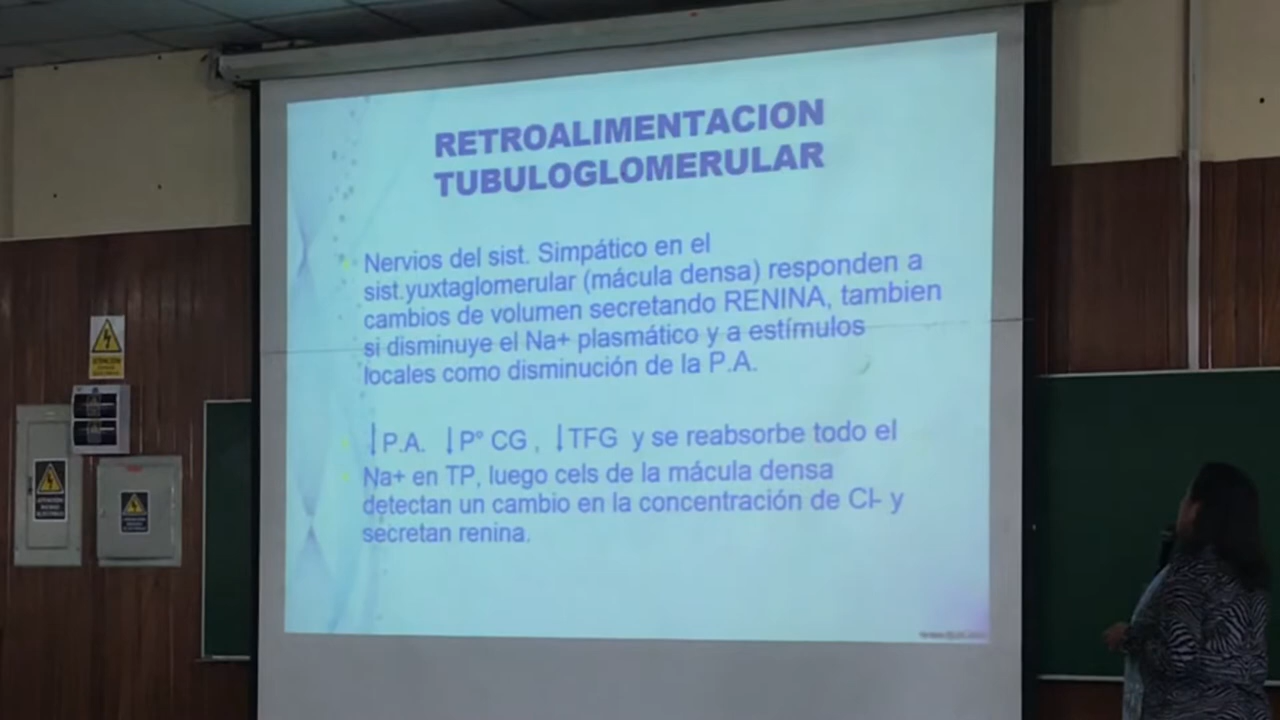 RETROALIMENTACION
TUBULOGLOMERULAR
Nervios del sist. Simpático en el
sist.yuxtaglomerular (mácula densa) responden a
cambios de volumen secretando RENINA, tambien
si disminuye el Na+ plasmático y a estímulos
locales como disminución de la P.A.
↓P.A. ↓P° CG , ↓TFG y se reabsorbe todo el
Na+ en TP, luego cels de la mácula densa
detectan un cambio en la concentración de Cl- y
secretan renina.
ATENCIÓN